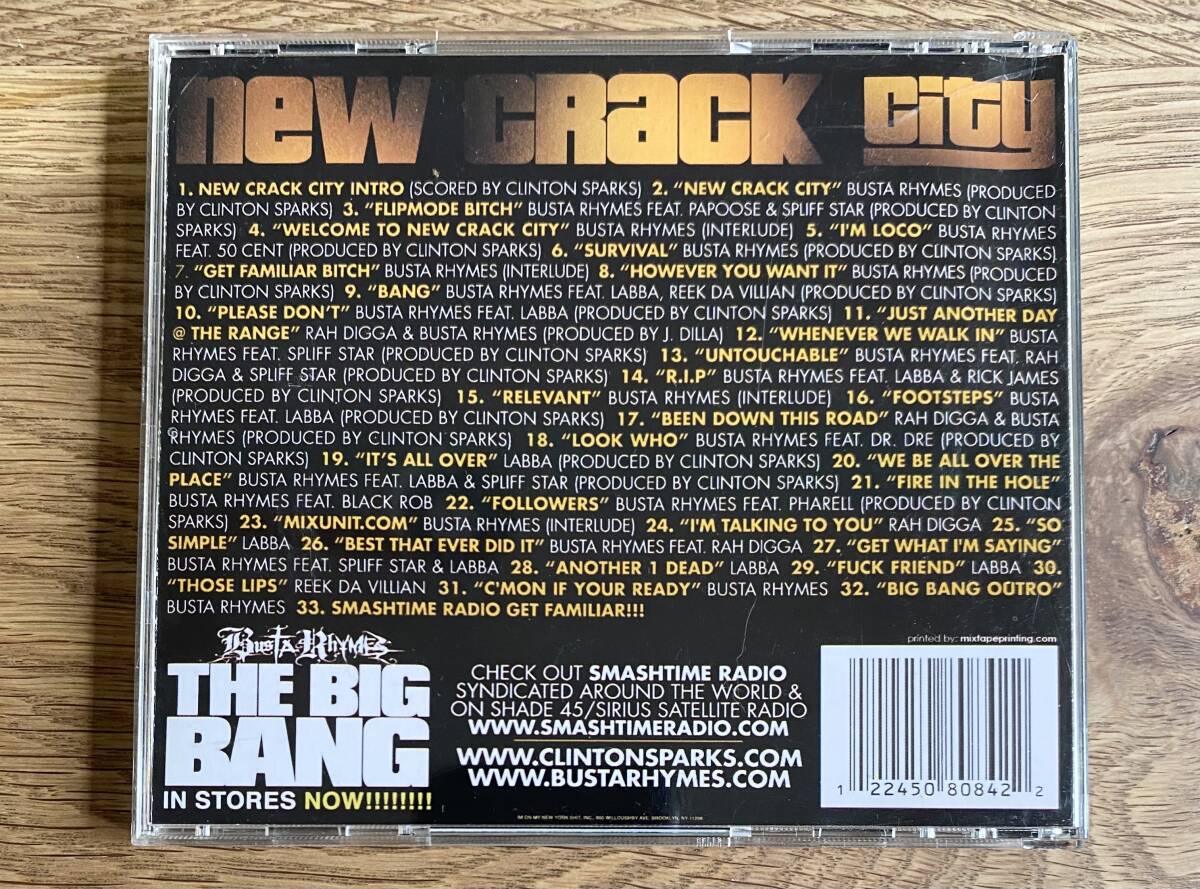 new crack city
1. NEW CRACK CITY INTRO (SCORED BY CLINTON SPARKS) 2. “NEW CRACK CITY” BUSTA RHYMES (PRODUCED
BY CLINTON SPARKS) 3. “FLIPMODE BITCH” BUSTA RHYMES FEAT. PAPOOSE & SPLIFF STAR (PRODUCED BY CLINTON
SPARKS) 4. “WELCOME TO NEW CRACK CITY” BUSTA RHYMES (INTERLUDE) 5. “I'M LOCO” BUSTA RHYMES
FEAT. 50 CENT (PRODUCED BY CLINTON SPARKS) 6. “SURVIVAL” BUSTA RHYMES (PRODUCED BY CLINTON SPARKS)
7. “GET FAMILIAR BITCH” BUSTA RHYMES (INTERLUDE) 8. “HOWEVER YOU WANT IT” BUSTA RHYMES (PRODUCED
BY CLINTON SPARKS) 9. “BANG” BUSTA RHYMES FEAT. LABBA, REEK DA VILLIAN (PRODUCED BY CLINTON SPARKS)
10. “PLEASE DON'T” BUSTA RHYMES FEAT. LABBA (PRODUCED BY CLINTON SPARKS) 11. “JUST ANOTHER DAY
@ THE RANGE” RAH DIGGA & BUSTA RHYMES (PRODUCED BY J. DILLA) 12. “WHENEVER WE WALK IN” BUSTA
RHYMES FEAT. SPLIFF STAR (PRODUCED BY CLINTON SPARKS) 13. “UNTOUCHABLE” BUSTA RHYMES FEAT. RAH
DIGGA & SPLIFF STAR (PRODUCED BY CLINTON SPARKS) 14. “R.I.P” BUSTA RHYMES FEAT. LABBA & RICK JAMES
(PRODUCED BY CLINTON SPARKS) 15. “RELEVANT” BUSTA RHYMES (INTERLUDE) 16. “FOOTSTEPS” BUSTA
RHYMES FEAT. LABBA (PRODUCED BY CLINTON SPARKS) 17. “BEEN DOWN THIS ROAD” RAH DIGGA & BUSTA
RHYMES (PRODUCED BY CLINTON SPARKS) 18. “LOOK WHO” BUSTA RHYMES FEAT. DR. DRE (PRODUCED BY
CLINTON SPARKS) 19. “IT'S ALL OVER” LABBA (PRODUCED BY CLINTON SPARKS) 20. “WE BE ALL OVER THE
PLACE” BUSTA RHYMES FEAT. LABBA & SPLIFF STAR (PRODUCED BY CLINTON SPARKS) 21. “FIRE IN THE HOLE”
BUSTA RHYMES FEAT. BLACK ROB 22. “FOLLOWERS” BUSTA RHYMES FEAT. PHARELL (PRODUCED BY CLINTON
SPARKS) 23. “MIXUNIT.COM” BUSTA RHYMES (INTERLUDE) 24. “I'M TALKING TO YOU” RAH DIGGA 25. “SO
SIMPLE” LABBA 26. “BEST THAT EVER DID IT” BUSTA RHYMES FEAT. RAH DIGGA 27. “GET WHAT I'M SAYING”
BUSTA RHYMES FEAT. SPLIFF STAR & LABBA 28. “ANOTHER 1 DEAD” LABBA 29. “FUCK FRIEND” LABBA 30.
“THOSE LIPS” REEK DA VILLIAN 31. “C'MON IF YOUR READY” BUSTA RHYMES 32. “BIG BANG OUTRO”
BUSTA RHYMES 33. SMASHTIME RADIO GET FAMILIAR!!!
printed by: mixtapeprinting.com
Busta Rhymes
THE BIG
BANG
IN STORES NOW!!!!!!!!
CHECK OUT SMASHTIME RADIO
SYNDICATED AROUND THE WORLD &
ON SHADE 45/SIRIUS SATELLITE RADIO
WWW.SMASHTIMERADIO.COM
WWW.CLINTONSPARKS.COM
WWW.BUSTARHYMES.COM
1 22450 80842 2
IM ON MY NEW YORK SHIT, INC., 955 WILLOUGHBY AVE. BROOKLYN, NY 11206